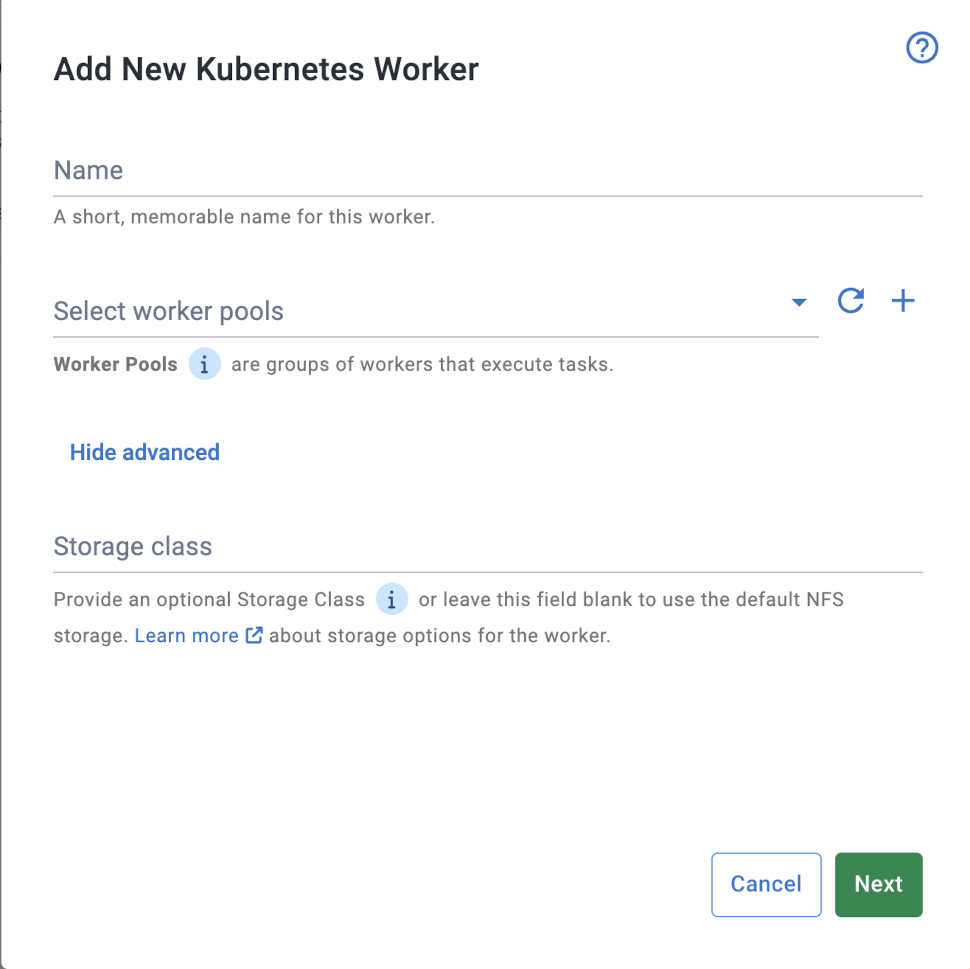 Add New Kubernetes Worker
Name
A short, memorable name for this worker.
Select worker pools
Worker Pools i are groups of workers that execute tasks.
Hide advanced
Storage class
Provide an optional Storage Class i or leave this field blank to use the default NFS
storage. Learn more about storage options for the worker.
Cancel Next